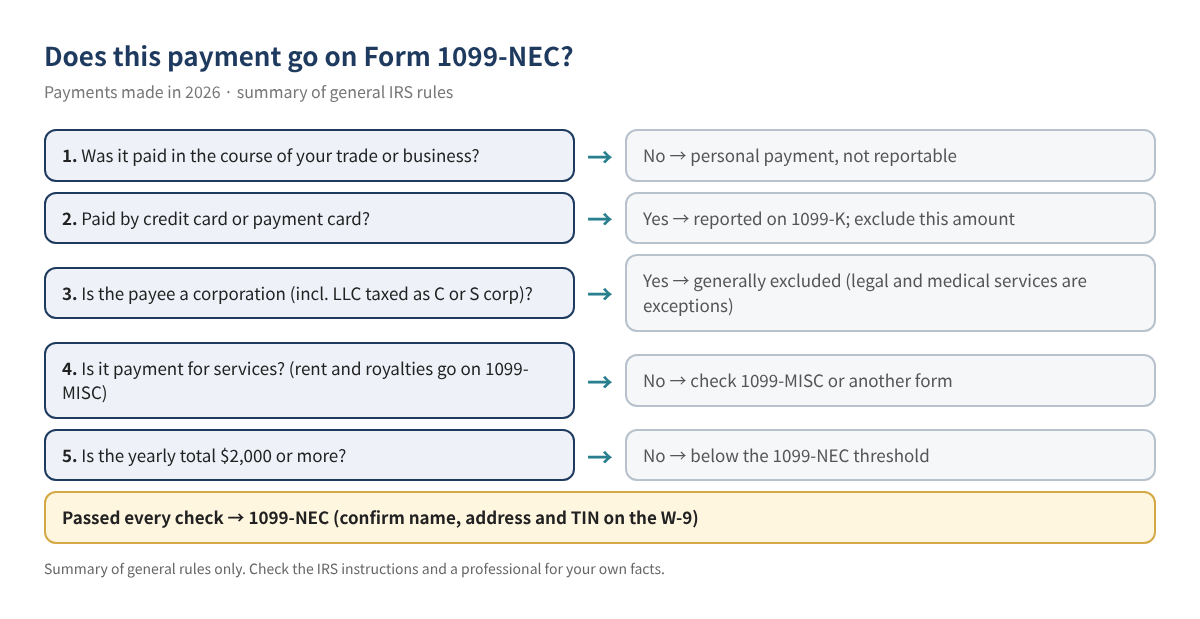 Does this payment go on Form 1099-NEC?
Payments made in 2026 · summary of general IRS rules
1. Was it paid in the course of your trade or business?
→
No → personal payment, not reportable
2. Paid by credit card or payment card?
→
Yes → reported on 1099-K; exclude this amount
3. Is the payee a corporation (incl. LLC taxed as C or S corp)?
→
Yes → generally excluded (legal and medical services are
exceptions)
4. Is it payment for services? (rent and royalties go on 1099-
MISC)
→
No → check 1099-MISC or another form
5. Is the yearly total $2,000 or more?
→
No → below the 1099-NEC threshold
Passed every check → 1099-NEC (confirm name, address and TIN on the W-9)
Summary of general rules only. Check the IRS instructions and a professional for your own facts.